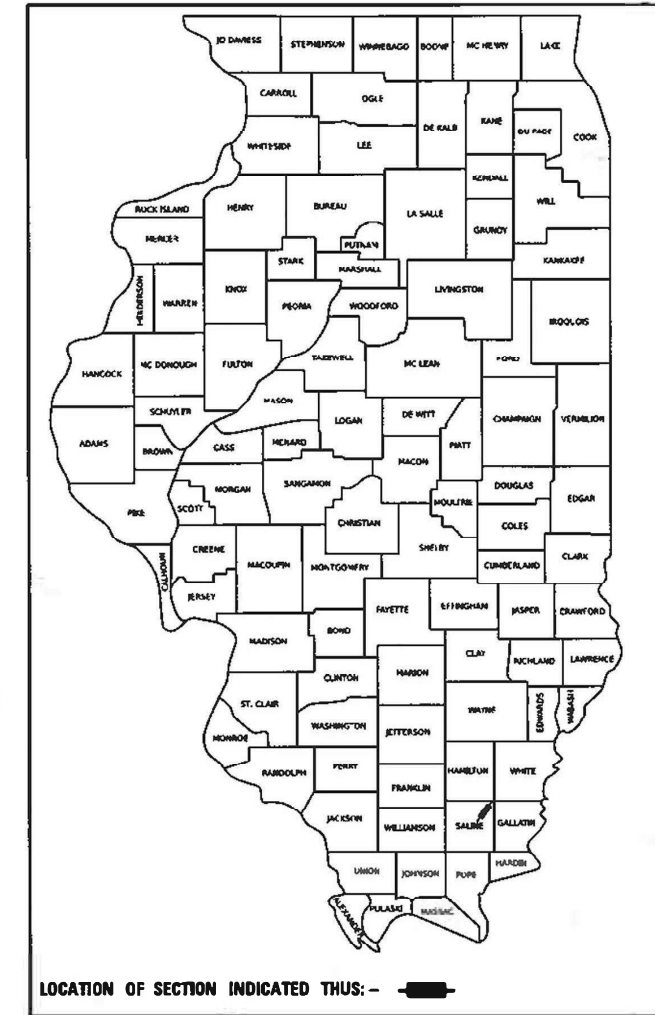 JO DAVIESS
STEPHENSON
WINNEBAGO
BOONE
MC HENRY
LAKE
CARROLL
OGLE
DE KALB
KANE
DU PAGE
COOK
WHITESIDE
LEE
KENDALL
WILL
ROCK ISLAND
HENRY
BUREAU
LA SALLE
GRUNDY
MERCER
PUTNAM
STARK
MARSHALL
KANKAKEE
HENDERSON
WARREN
KNOX
PEORIA
WOODFORD
LIVINGSTON
IROQUOIS
HANCOCK
MC DONOUGH
FULTON
TAZEWELL
MC LEAN
FORD
SCHUYLER
MASON
LOGAN
DE WITT
CHAMPAIGN
VERMILION
ADAMS
BROWN
CASS
MENARD
MACON
PIATT
PIKE
SCOTT
MORGAN
SANGAMON
MOULTRIE
DOUGLAS
EDGAR
CHRISTIAN
COLES
CALHOUN
GREENE
MACOUPIN
MONTGOMERY
SHELBY
CUMBERLAND
CLARK
JERSEY
FAYETTE
EFFINGHAM
JASPER
CRAWFORD
MADISON
BOND
CLAY
RICHLAND
LAWRENCE
CLINTON
MARION
ST. CLAIR
WAYNE
EDWARDS
WABASH
WASHINGTON
JEFFERSON
MONROE
RANDOLPH
PERRY
HAMILTON
WHITE
FRANKLIN
JACKSON
WILLIAMSON
SALINE
GALLATIN
UNION
JOHNSON
POPE
HARDIN
ALEXANDER
PULASKI
MASSAC
LOCATION OF SECTION INDICATED THUS: -